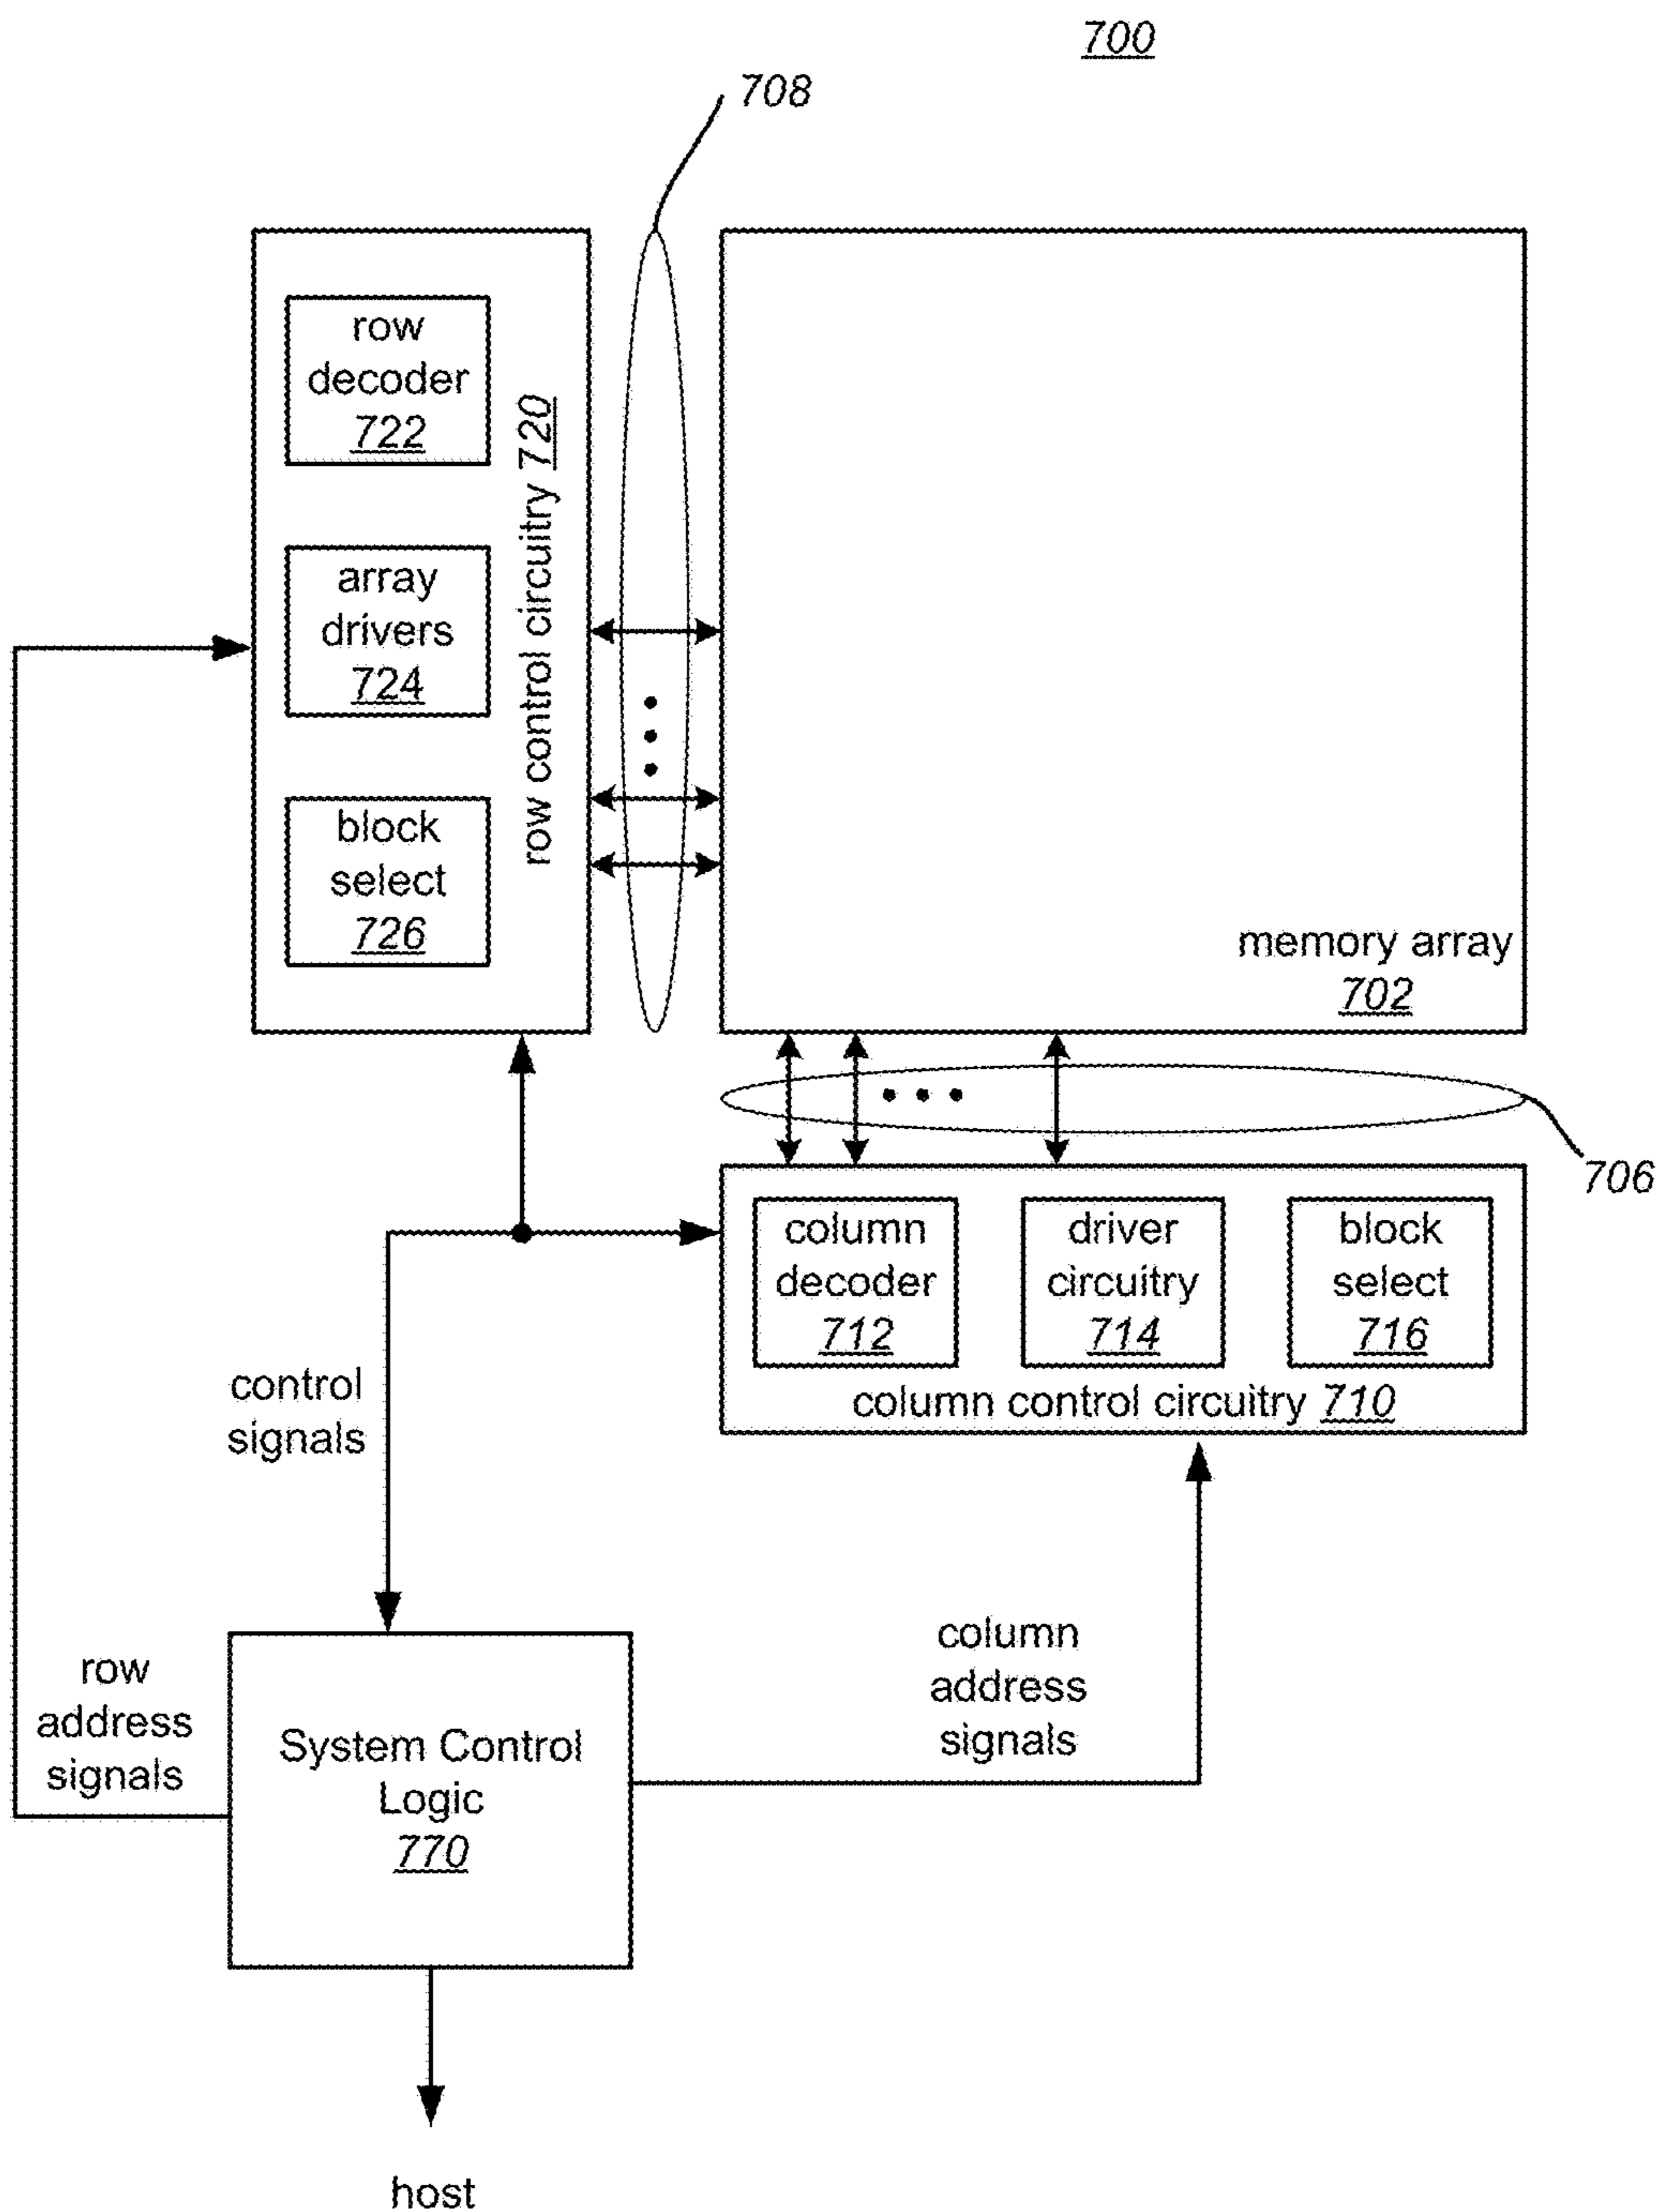 700
708
row
decoder
722
array
drivers
724
block
select
726
row control circuitry 720
memory array
702
706
column
decoder
712
driver
circuitry
714
block
select
716
column control circuitry 710
control
signals
row
address
signals
System Control
Logic
770
column
address
signals
host